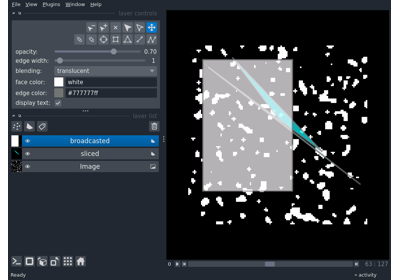 File View Plugins Window Help
layer controls
opacity: 0.70
edge width: 1
blending: translucent
face color: white
edge color: #777777ff
display text:
layer list
broadcasted
sliced
Image
63 127
Ready
activity